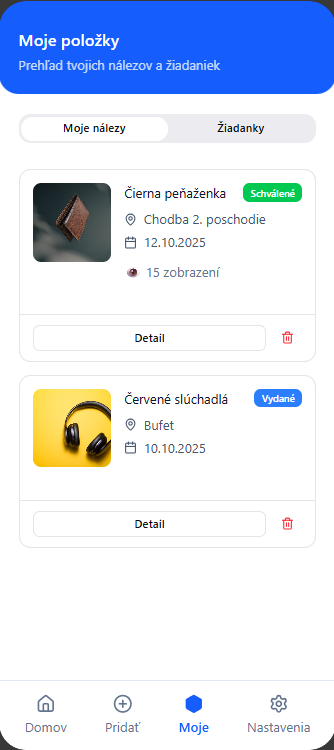 Moje položky
Prehľad tvojich nálezov a žiadaniek
Moje nálezy
Žiadanky
Čierna peňaženka
Schválené
Chodba 2. poschodie
12.10.2025
15 zobrazení
Detail
Červené slúchadlá
Vydané
Bufet
10.10.2025
Detail
Domov
Pridať
Moje
Nastavenia